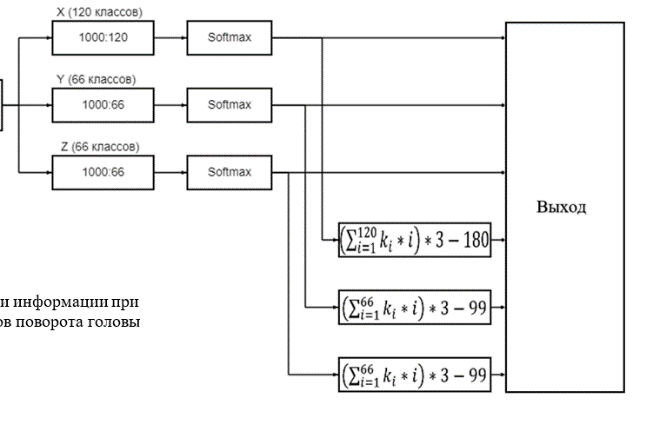 X (120 классов)
1000:120
Softmax
Y (66 классов)
1000:66
Softmax
Z (66 классов)
1000:66
Softmax
Выход
(∑_{i=1}^{120} k_i * i) * 3 − 180
(∑_{i=1}^{66} k_i * i) * 3 − 99
(∑_{i=1}^{66} k_i * i) * 3 − 99
и информации при
ов поворота головы